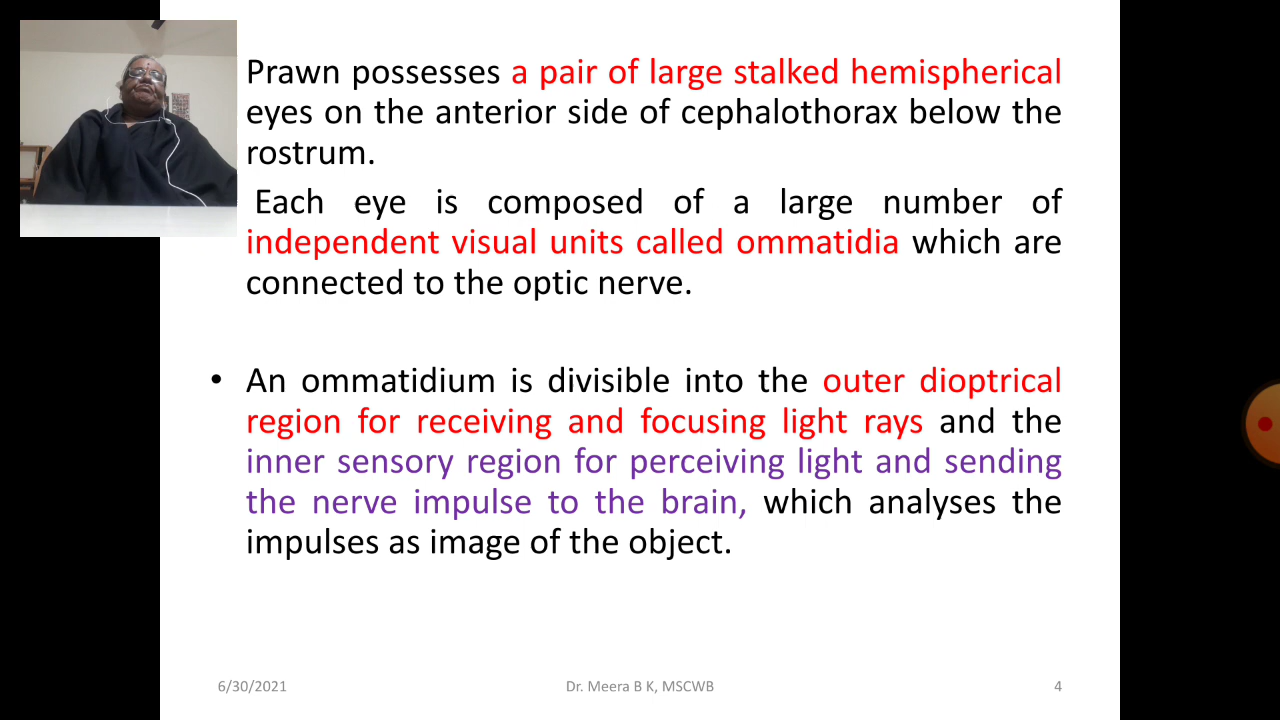 Prawn possesses a pair of large stalked hemispherical
eyes on the anterior side of cephalothorax below the
rostrum.
Each eye is composed of a large number of
independent visual units called ommatidia which are
connected to the optic nerve.
• An ommatidium is divisible into the outer dioptrical
region for receiving and focusing light rays and the
inner sensory region for perceiving light and sending
the nerve impulse to the brain, which analyses the
impulses as image of the object.
6/30/2021
Dr. Meera B K, MSCWB
4